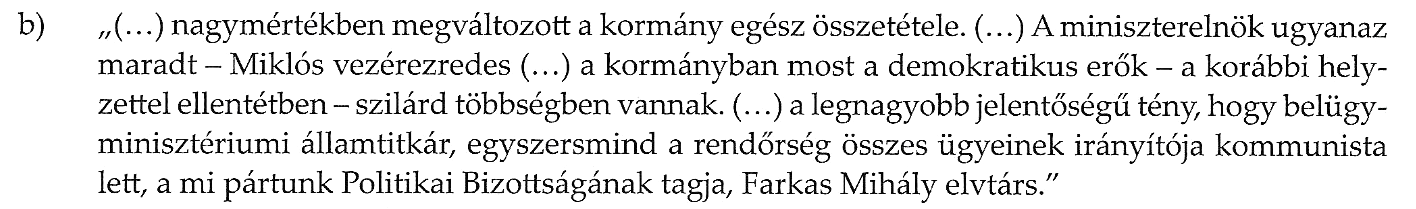 b) „(…) nagymértékben megváltozott a kormány egész összetétele. (…) A miniszterelnök ugyanaz
maradt – Miklós vezérezredes (…) a kormányban most a demokratikus erők – a korábbi hely-
zettel ellentétben – szilárd többségben vannak. (…) a legnagyobb jelentőségű tény, hogy belügy-
minisztériumi államtitkár, egyszersmind a rendőrség összes ügyeinek irányítója kommunista
lett, a mi pártunk Politikai Bizottságának tagja, Farkas Mihály elvtárs.”